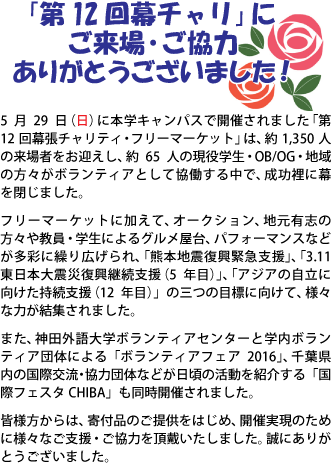 「第 12 回幕チャリ」に
ご来場・ご協力
ありがとうございました！
5 月 29 日（日）に本学キャンパスで開催されました「第
12 回幕張チャリティ・フリーマーケット」は、約 1,350 人
の来場者をお迎えし、約 65 人の現役学生・OB/OG・地域
の方々がボランティアとして協働する中で、成功裡に幕
を閉じました。
フリーマーケットに加えて、オークション、地元有志の
方々や教員・学生によるグルメ屋台、パフォーマンスなど
が多彩に繰り広げられ、「熊本地震復興緊急支援」、「3.11
東日本大震災復興継続支援（5 年目）」、「アジアの自立に
向けた持続支援（12 年目）」の三つの目標に向けて、様々
な力が結集されました。
また、神田外語大学ボランティアセンターと学内ボラン
ティア団体による「ボランティアフェア 2016」、千葉県
内の国際交流・協力団体などが日頃の活動を紹介する「国
際フェスタ CHIBA」も同時開催されました。
皆様方からは、寄付品のご提供をはじめ、開催実現のため
に様々なご支援・ご協力を頂戴いたしました。誠にありが
とうございました。